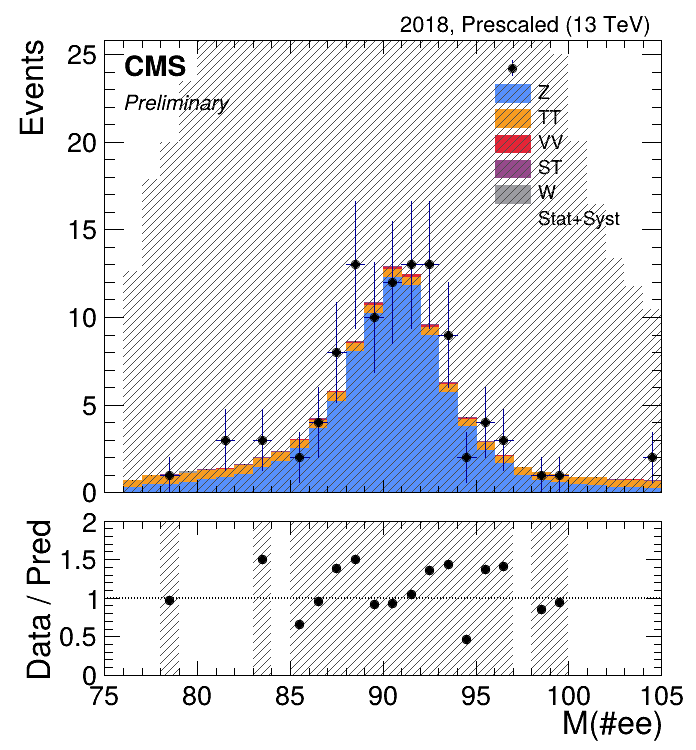 2018, Prescaled (13 TeV)
Events
25
20
15
10
5
0
CMS
Preliminary
Z
TT
VV
ST
W
Stat+Syst
Data / Pred
2
1.5
1
0.5
0
75 80 85 90 95 100 105
M(#ee)